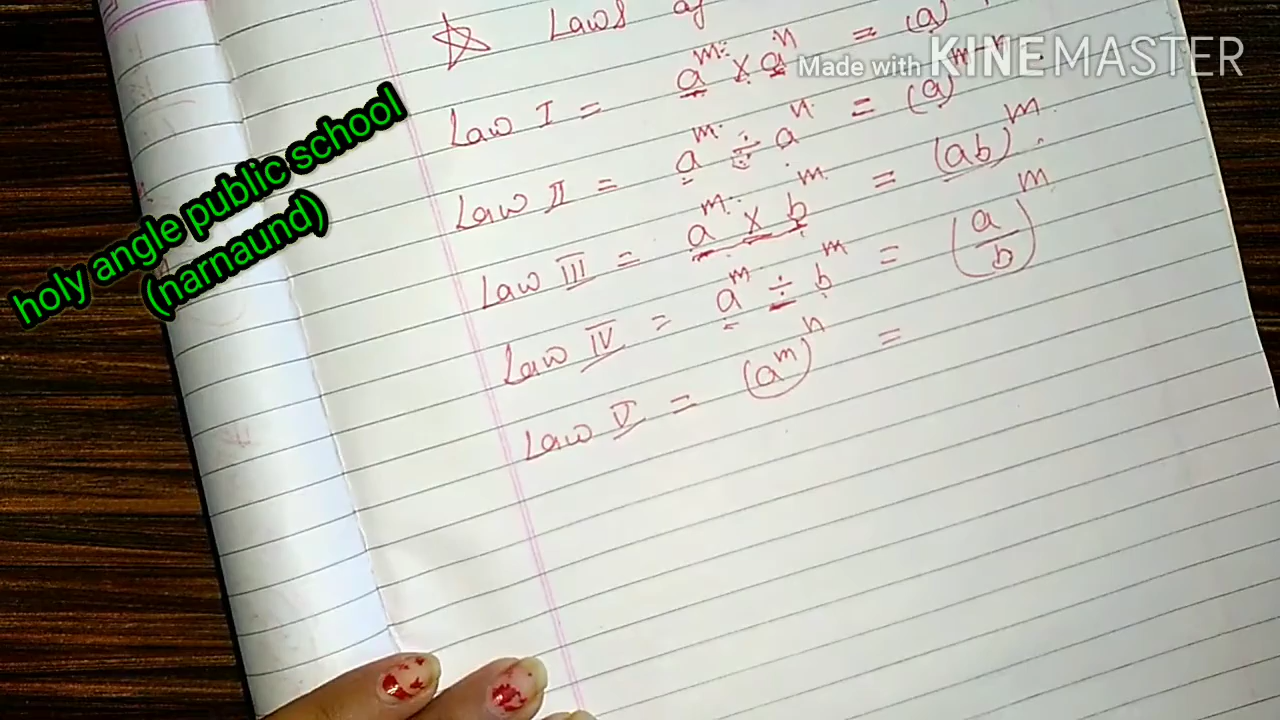 ☆ Laws of
Law I = a^m × a^n = (a)
Law II = a^m ÷ a^n = (a)^m
Law III = a^m × b^m = (ab)^m
Law IV = a^m ÷ b^m = (a/b)^m
Law V = (a^m)^n =
Made with KINEMASTER
holy angle public school
(narnaund)